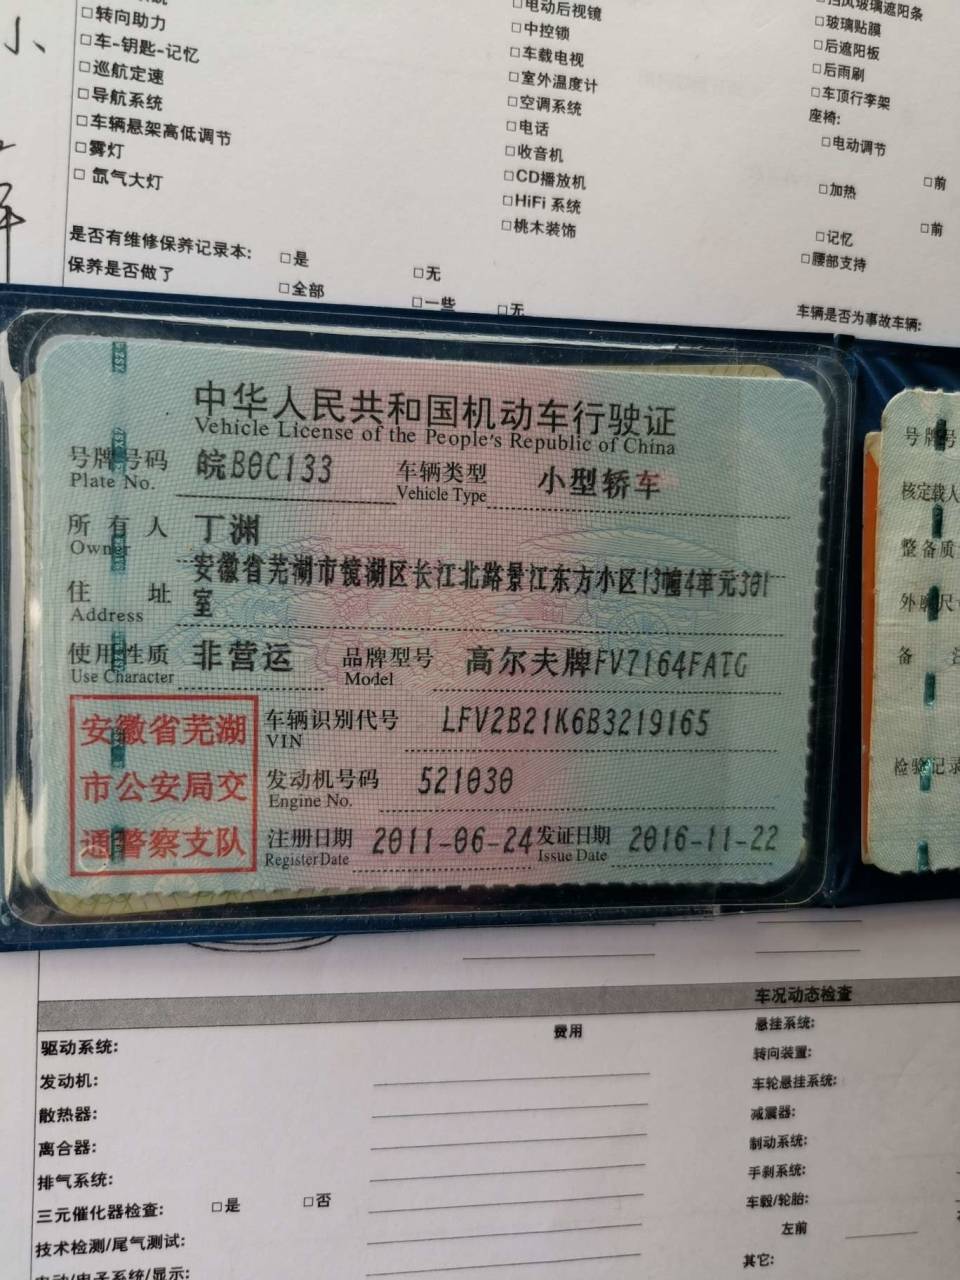 转向助力
□车-钥匙-记忆
□巡航定速
□导航系统
□车辆悬架高低调节
□雾灯
□氙气大灯
□电动后视镜
□中控锁
□车载电视
□室外温度计
□空调系统
□电话
□收音机
□CD播放机
□HiFi 系统
□桃木装饰
挡风玻璃遮阳条
□玻璃贴膜
□后遮阳板
□后雨刷
□车顶行李架
座椅:
□电动调节
□加热 □前
□前
□记忆
□腰部支持
是否有维修保养记录本: □是 □无
保养是否做了 □全部 □一些 □无
车辆是否为事故车辆:
中华人民共和国机动车行驶证
Vehicle License of the People's Republic of China
号牌号码 皖B0C133 车辆类型 小型轿车
Plate No. Vehicle Type
所有人 丁渊
Owner
住址 安徽省芜湖市镜湖区长江北路景江东方小区13幢4单元301
室
Address
使用性质 非营运 品牌型号 高尔夫牌FV7164FATG
Use Character Model
安徽省芜湖
市公安局交
通警察支队
车辆识别代号 LFV2B21K6B3219165
VIN
发动机号码 521030
Engine No.
注册日期 2011-06-24 发证日期 2016-11-22
Register Date Issue Date
号牌号
核定载人
整备质
外廓尺
备 注
检验记录
车况动态检查
费用
驱动系统:
发动机:
散热器:
离合器:
排气系统:
三元催化器检查: □是 □否
技术检测/尾气测试:
电动/电子系统/显示:
悬挂系统:
转向装置:
车轮悬挂系统:
减震器:
制动系统:
手刹系统:
车毂/轮胎:
左前
其它: